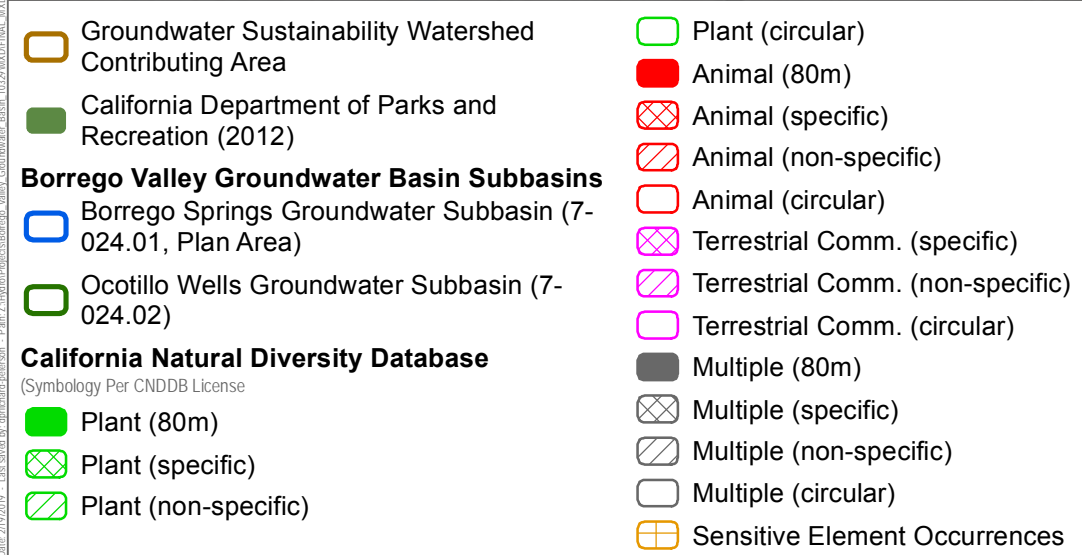 Groundwater Sustainability Watershed
Contributing Area
California Department of Parks and
Recreation (2012)
Borrego Valley Groundwater Basin Subbasins
Borrego Springs Groundwater Subbasin (7-
024.01, Plan Area)
Ocotillo Wells Groundwater Subbasin (7-
024.02)
California Natural Diversity Database
(Symbology Per CNDDB License
Plant (80m)
Plant (specific)
Plant (non-specific)
Plant (circular)
Animal (80m)
Animal (specific)
Animal (non-specific)
Animal (circular)
Terrestrial Comm. (specific)
Terrestrial Comm. (non-specific)
Terrestrial Comm. (circular)
Multiple (80m)
Multiple (specific)
Multiple (non-specific)
Multiple (circular)
Sensitive Element Occurrences